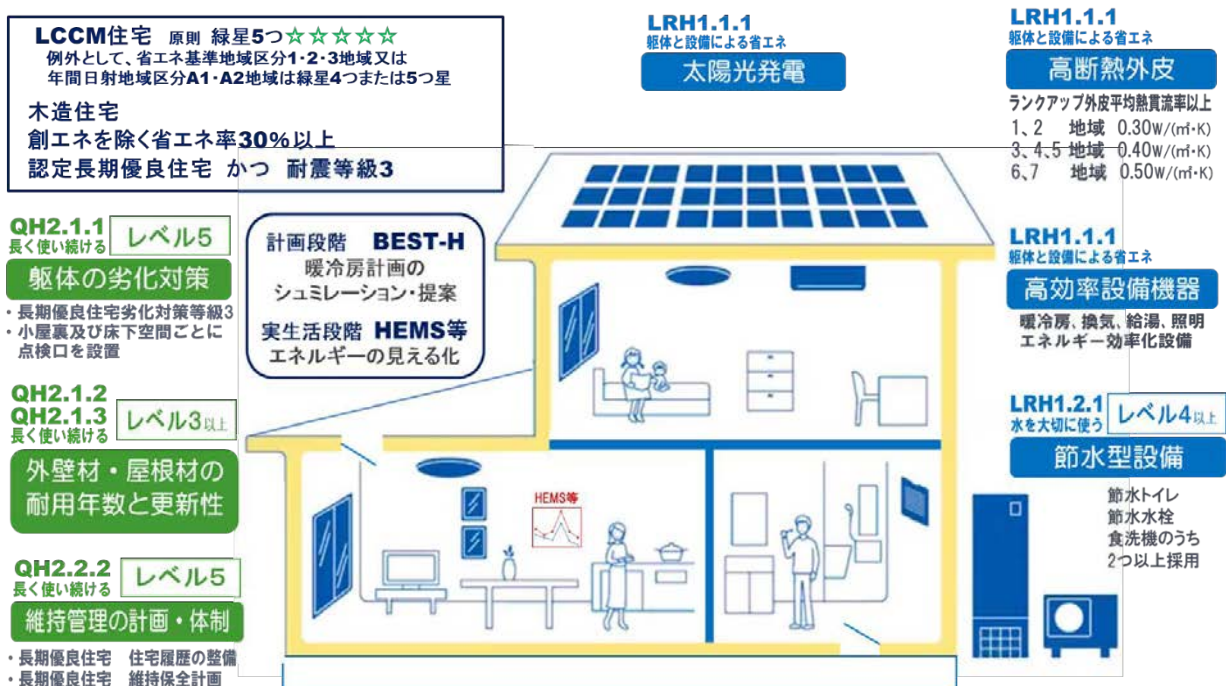 LCCM住宅 原則 緑星5つ☆☆☆☆☆
例外として、省エネ基準地域区分1・2・3地域又は
年間日射地域区分A1・A2地域は緑星4つまたは5つ星
木造住宅
創エネを除く省エネ率30%以上
認定長期優良住宅 かつ 耐震等級3
LRH1.1.1
躯体と設備による省エネ
太陽光発電
LRH1.1.1
躯体と設備による省エネ
高断熱外皮
ランクアップ外皮平均熱貫流率以上
1、2 地域 0.30W/(㎡・K)
3、4、5 地域 0.40W/(㎡・K)
6、7 地域 0.50W/(㎡・K)
QH2.1.1
長く使い続ける
レベル5
躯体の劣化対策
・長期優良住宅劣化対策等級3
・小屋裏及び床下空間ごとに
点検口を設置
計画段階 BEST-H
暖冷房計画の
シュミレーション・提案
実生活段階 HEMS等
エネルギーの見える化
LRH1.1.1
躯体と設備による省エネ
高効率設備機器
暖冷房、換気、給湯、照明
エネルギー効率化設備
QH2.1.2
QH2.1.3
長く使い続ける
レベル3以上
外壁材・屋根材の
耐用年数と更新性
LRH1.2.1
水を大切に使う
レベル4以上
節水型設備
節水トイレ
節水水栓
食洗機のうち
2つ以上採用
HEMS等
QH2.2.2
長く使い続ける
レベル5
維持管理の計画・体制
・長期優良住宅 住宅履歴の整備
・長期優良住宅 維持保全計画